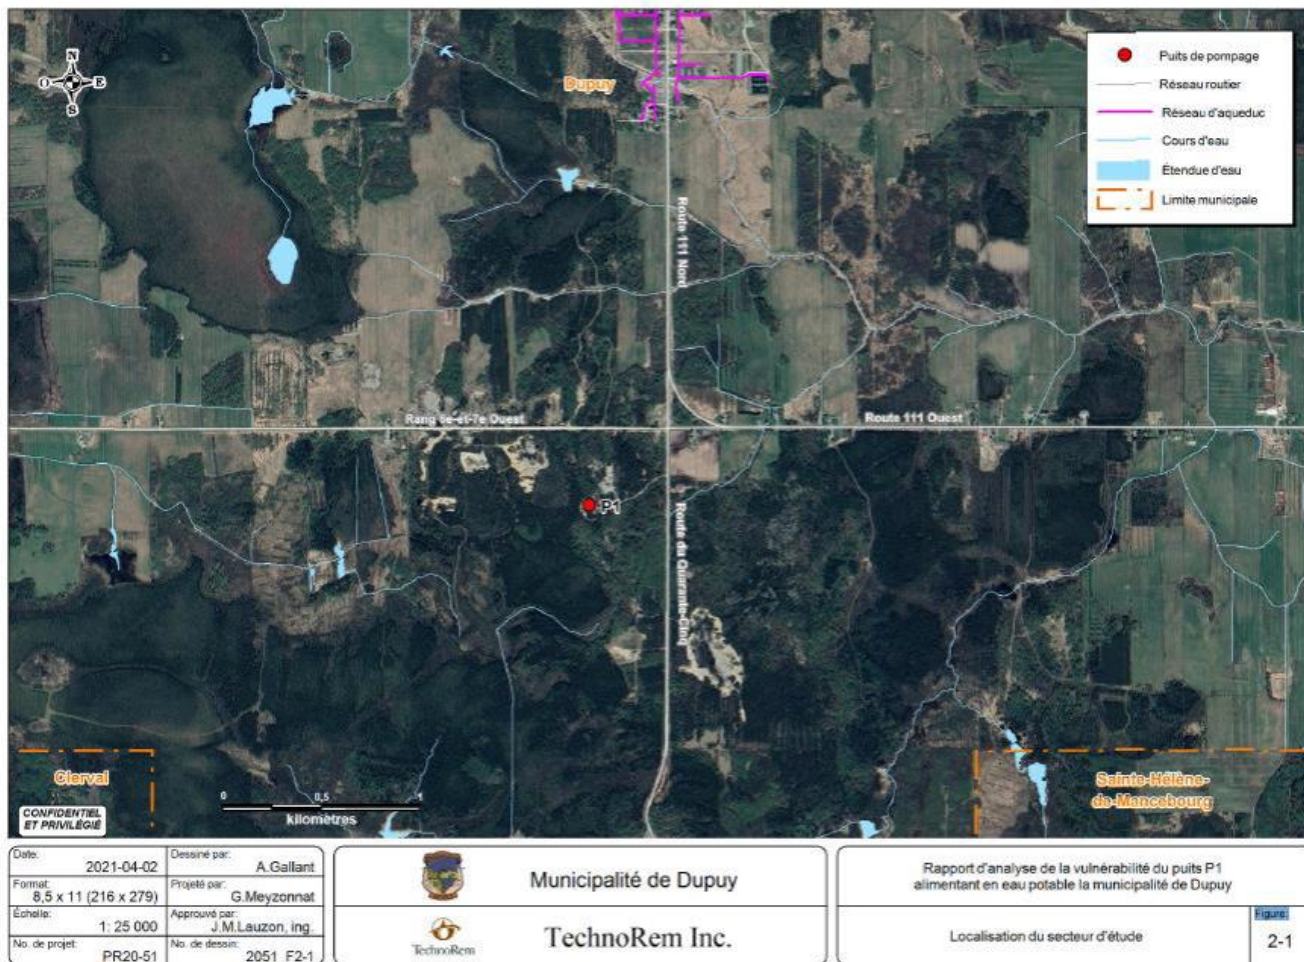 N
O
E
S
Dupuy
Puits de pompage
Réseau routier
Réseau d'aqueduc
Cours d'eau
Étendue d'eau
Limite municipale
Route 111 Nord
Rang 6e-et-7e Ouest
Route 111 Ouest
P1
Route du Quarante-Cinq
Clerval
Sainte-Hélène-
de-Mancebourg
0 0,5 1
kilomètres
CONFIDENTIEL
ET PRIVILÉGIÉ
Date:
2021-04-02
Dessiné par:
A.Gallant
Format:
8,5 x 11 (216 x 279)
Projeté par:
G.Meyzonnat
Échelle:
1: 25 000
Approuvé par:
J.M.Lauzon, ing.
No. de projet:
PR20-51
No. de dessin:
2051_F2-1
Municipalité de Dupuy
TechnoRem
TechnoRem Inc.
Rapport d'analyse de la vulnérabilité du puits P1
alimentant en eau potable la municipalité de Dupuy
Localisation du secteur d'étude
Figure:
2-1